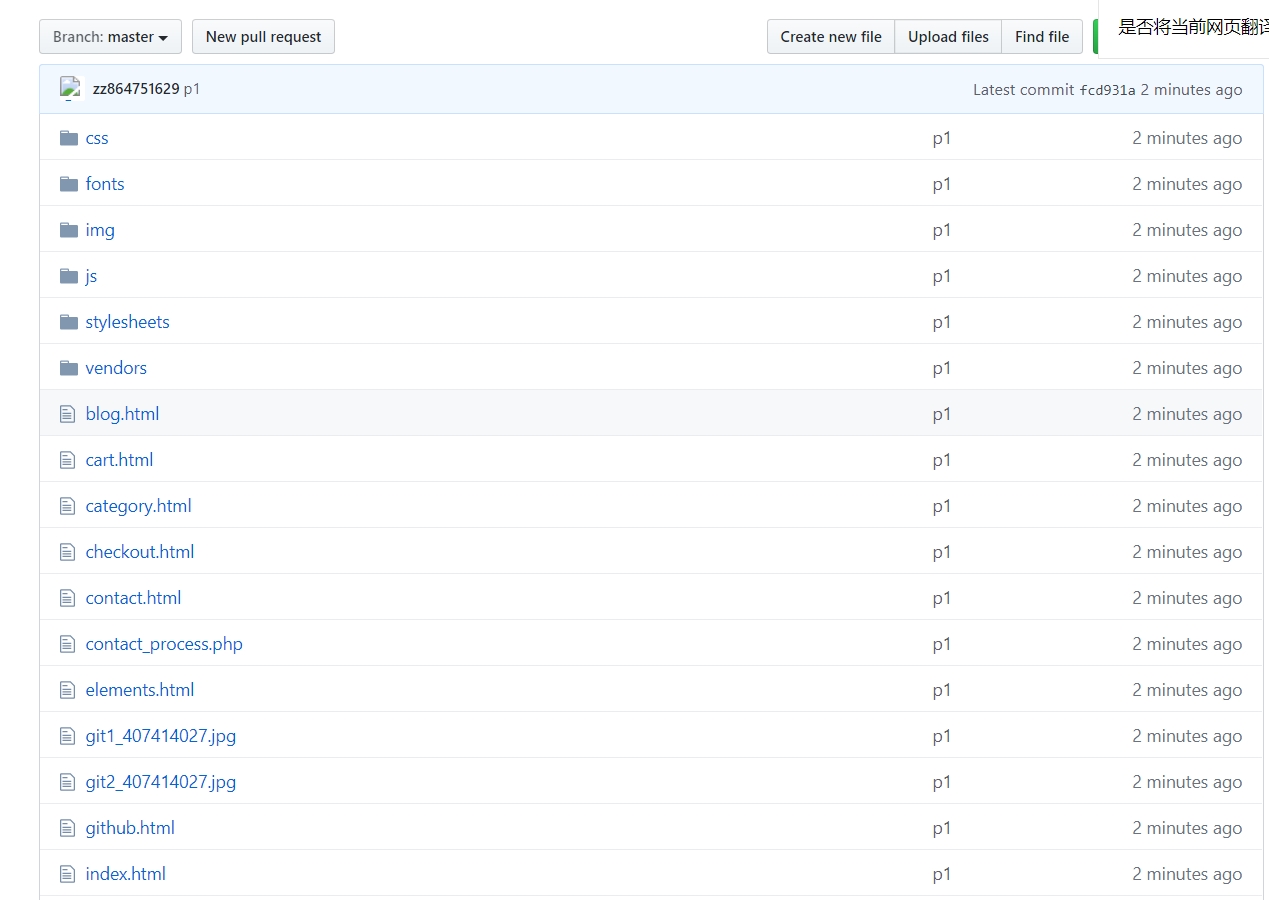 Branch: master New pull request Create new file Upload files Find file 是否将当前网页翻译
zz864751629 p1 Latest commit fcd931a 2 minutes ago
css p1 2 minutes ago
fonts p1 2 minutes ago
img p1 2 minutes ago
js p1 2 minutes ago
stylesheets p1 2 minutes ago
vendors p1 2 minutes ago
blog.html p1 2 minutes ago
cart.html p1 2 minutes ago
category.html p1 2 minutes ago
checkout.html p1 2 minutes ago
contact.html p1 2 minutes ago
contact_process.php p1 2 minutes ago
elements.html p1 2 minutes ago
git1_407414027.jpg p1 2 minutes ago
git2_407414027.jpg p1 2 minutes ago
github.html p1 2 minutes ago
index.html p1 2 minutes ago